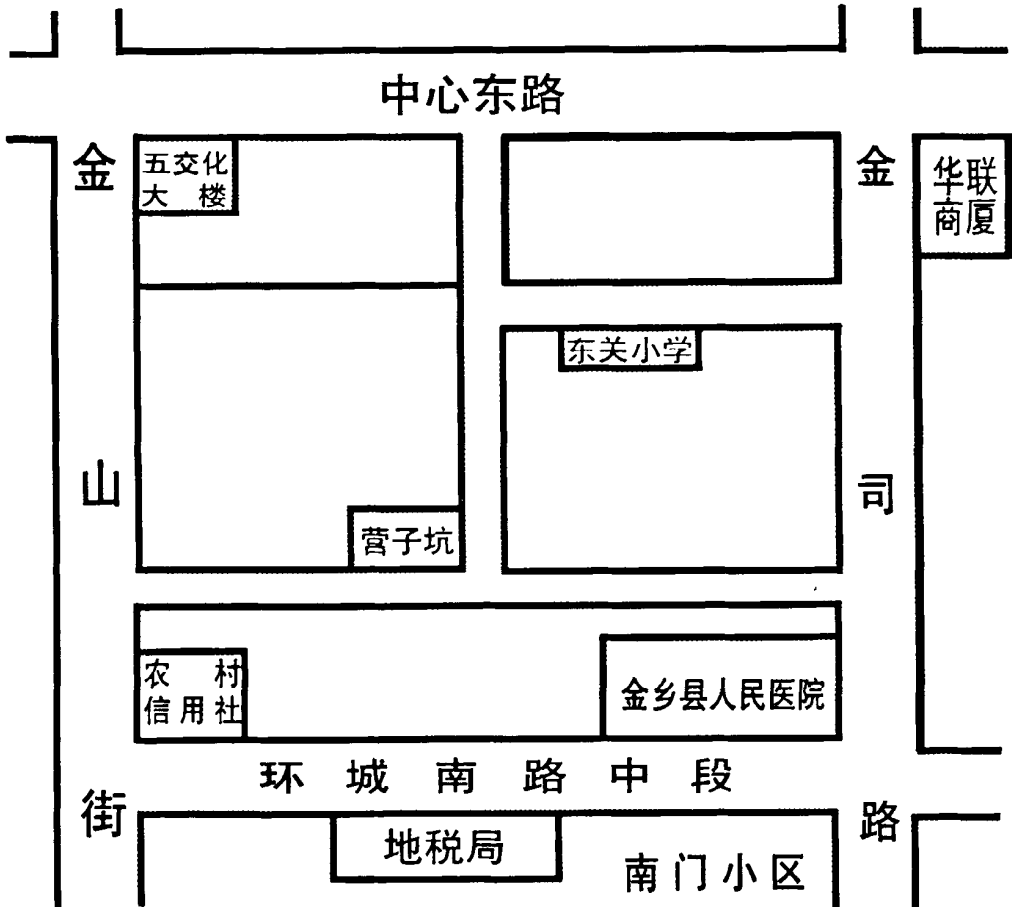 中心东路
金
五交化
大楼
金
华联
商厦
东关小学
山
司
营子坑
农村
信用社
金乡县人民医院
环城南路中段
街
地税局
路
南门小区